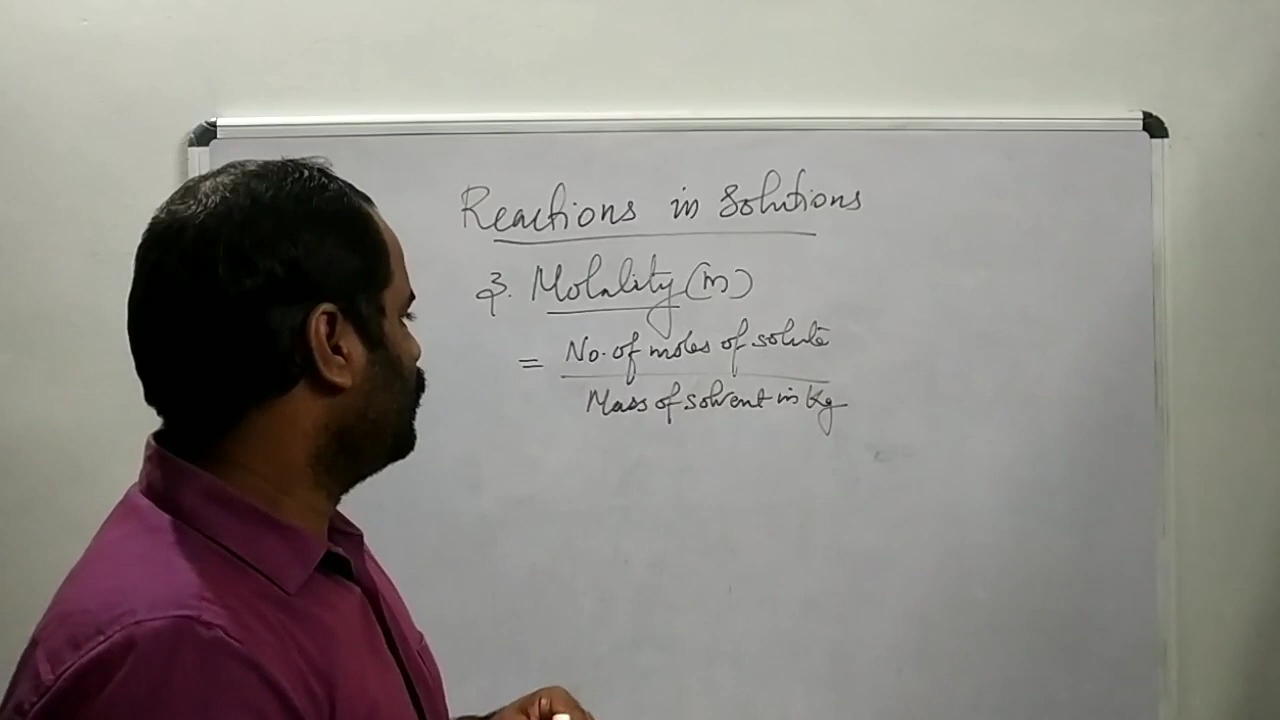 Reactions in Solutions
3. Molality (m)
= No. of moles of solute
Mass of solvent in Kg